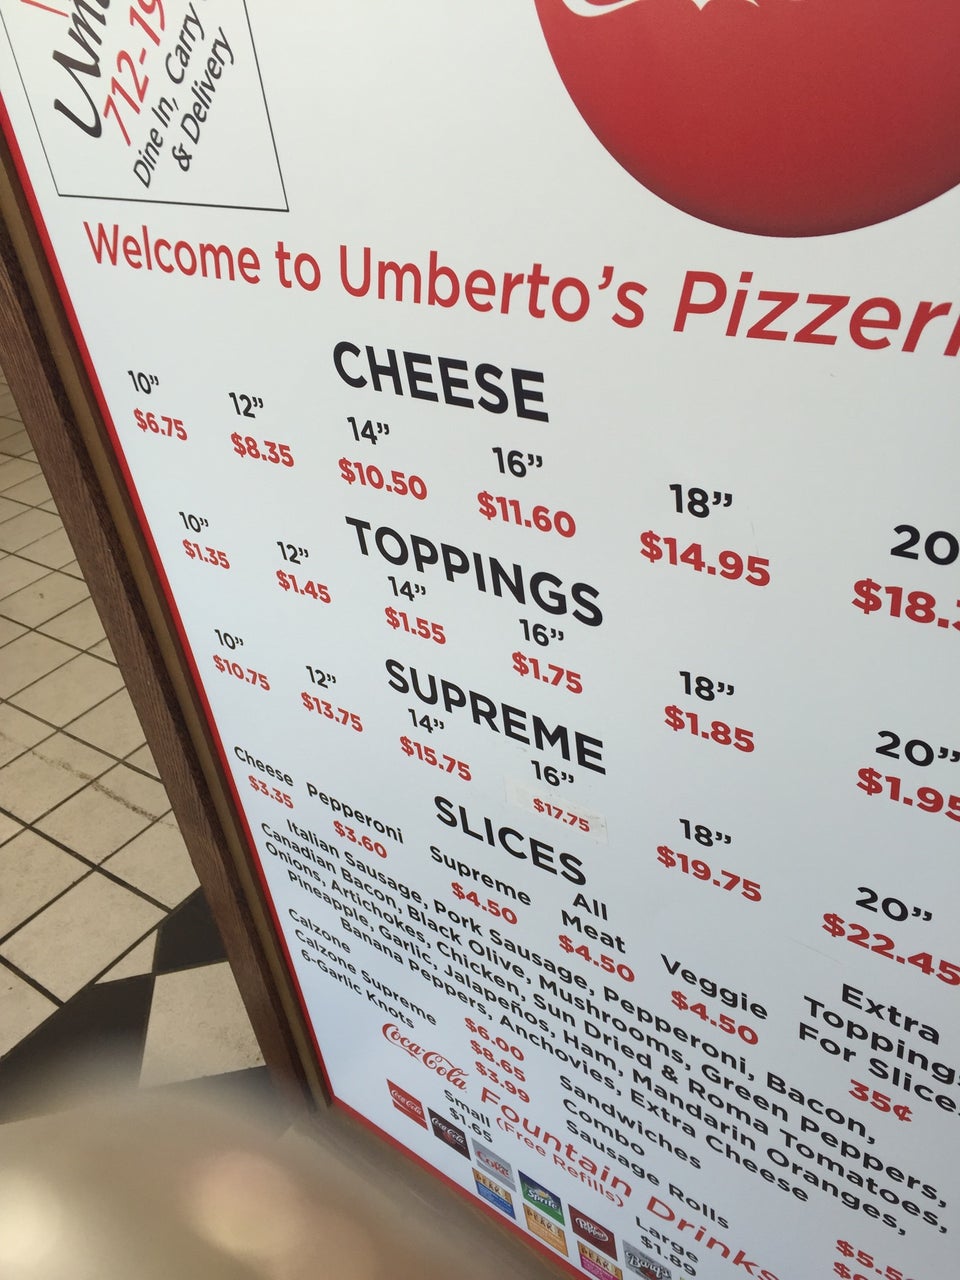 712-19
Dine In, Carry
& Delivery
Welcome to Umberto's
CHEESE
10" 12" 14" 16" 18"
$6.75 $8.35 $10.50 $11.60 $14.95
TOPPINGS
10" 12" 14" 16" 18" 20"
$1.35 $1.45 $1.55 $1.75 $1.85 $1.95
SUPREME
10" 12" 14" 16" 18" 20"
$10.75 $13.75 $15.75 $17.75 $19.75 $22.45
SLICES
Cheese Pepperoni Supreme All Meat Veggie Extra Toppings For Slice
$3.35 $3.60 $4.50 $4.50 $4.50 35¢
Italian Sausage, Pork Sausage, Pepperoni, Bacon,
Canadian Bacon, Black Olive, Mushrooms, Green Peppers,
Onions, Artichokes, Chicken, Sun Dried & Roma Tomatoes,
Pineapple, Garlic, Jalapeños, Ham, Mandarin Oranges,
Banana Peppers, Anchovies, Extra Cheese
Calzone $6.00 Sandwiches
Calzone Supreme $8.65 Combo
6-Garlic Knots $3.99 Sausage Rolls
Coca-Cola Fountain Drinks
(Free Refills)
Small Large
$1.65 $1.89
Coca-Cola
Coke
Sprite
Dr Pepper
Barq's